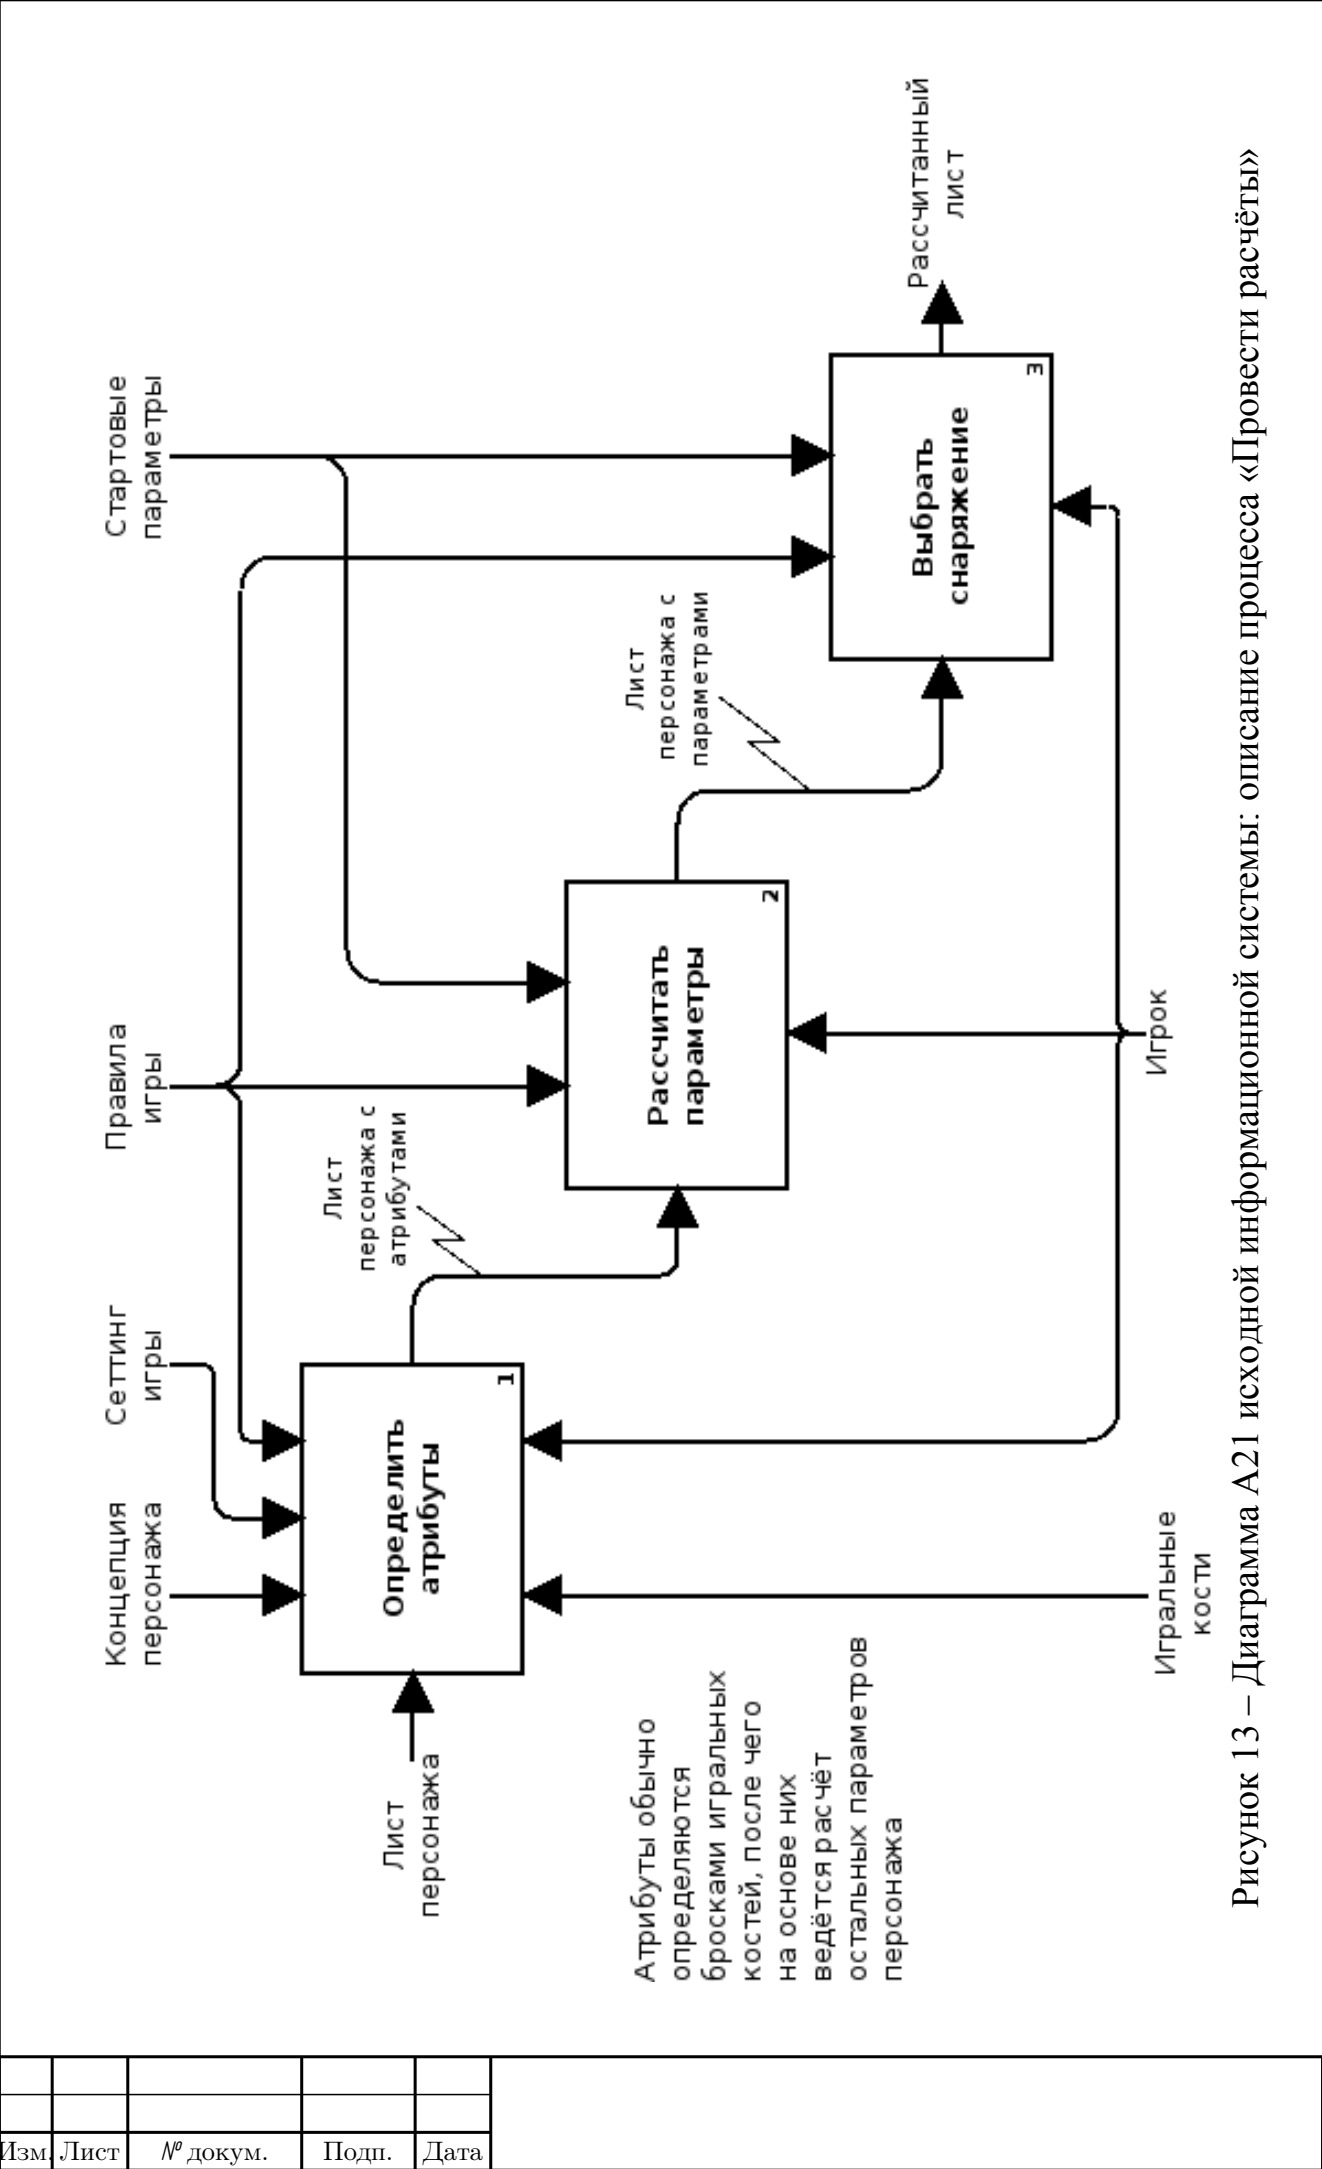 Концепция
персонажа
Сеттинг
игры
Правила
игры
Стартовые
параметры
Лист
персонажа
Определить
атрибуты
1
Лист
персонажа с
атрибутами
Рассчитать
параметры
2
Лист
персонажа с
параметрами
Выбрать
снаряжение
3
Рассчитанный
лист
Атрибуты обычно
определяются
бросками игральных
костей, после чего
на основе них
ведётся расчёт
остальных параметров
персонажа
Игральные
кости
Игрок
Рисунок 13 – Диаграмма А21 исходной информационной системы: описание процесса «Провести расчёты»
Изм. Лист № докум. Подп. Дата